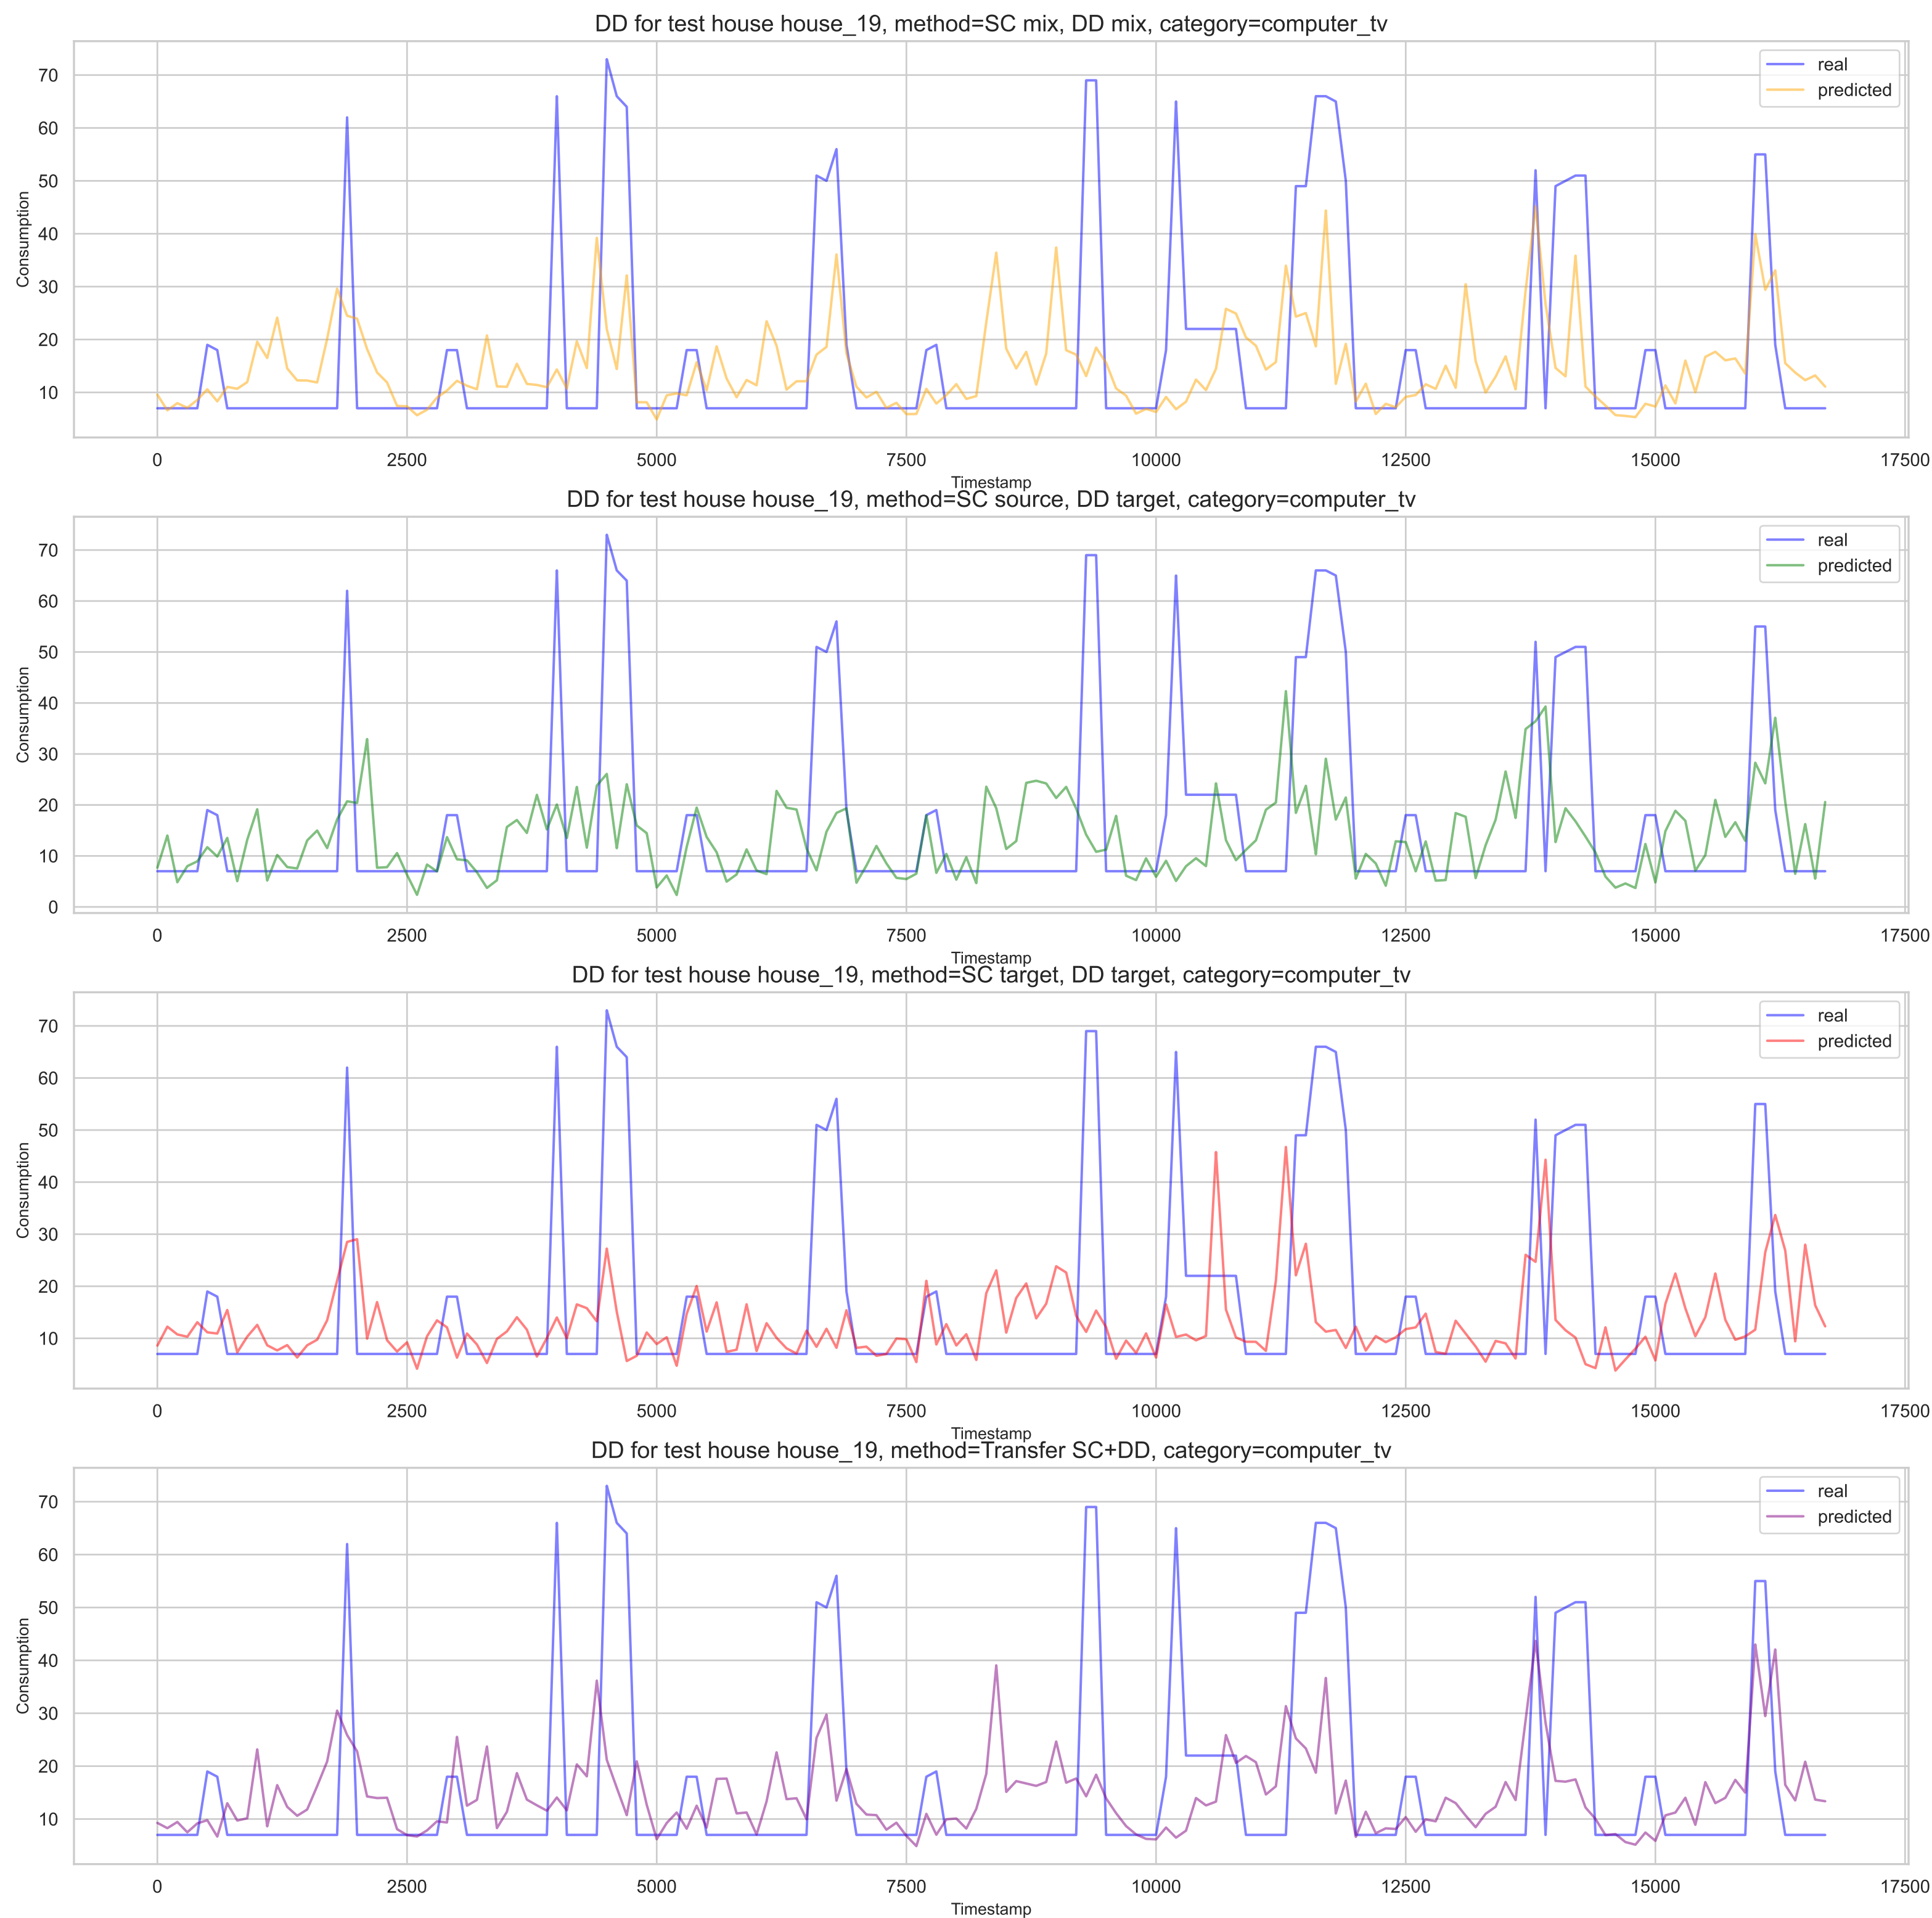 DD for test house house_19, method=SC mix, DD mix, category=computer_tv
real
predicted
70
60
50
40
30
20
10
Consumption
0 2500 5000 7500 10000 12500 15000 17500
Timestamp
DD for test house house_19, method=SC source, DD target, category=computer_tv
real
predicted
70
60
50
40
30
20
10
0
Consumption
0 2500 5000 7500 10000 12500 15000 17500
Timestamp
DD for test house house_19, method=SC target, DD target, category=computer_tv
real
predicted
70
60
50
40
30
20
10
Consumption
0 2500 5000 7500 10000 12500 15000 17500
Timestamp
DD for test house house_19, method=Transfer SC+DD, category=computer_tv
real
predicted
70
60
50
40
30
20
10
Consumption
0 2500 5000 7500 10000 12500 15000 17500
Timestamp